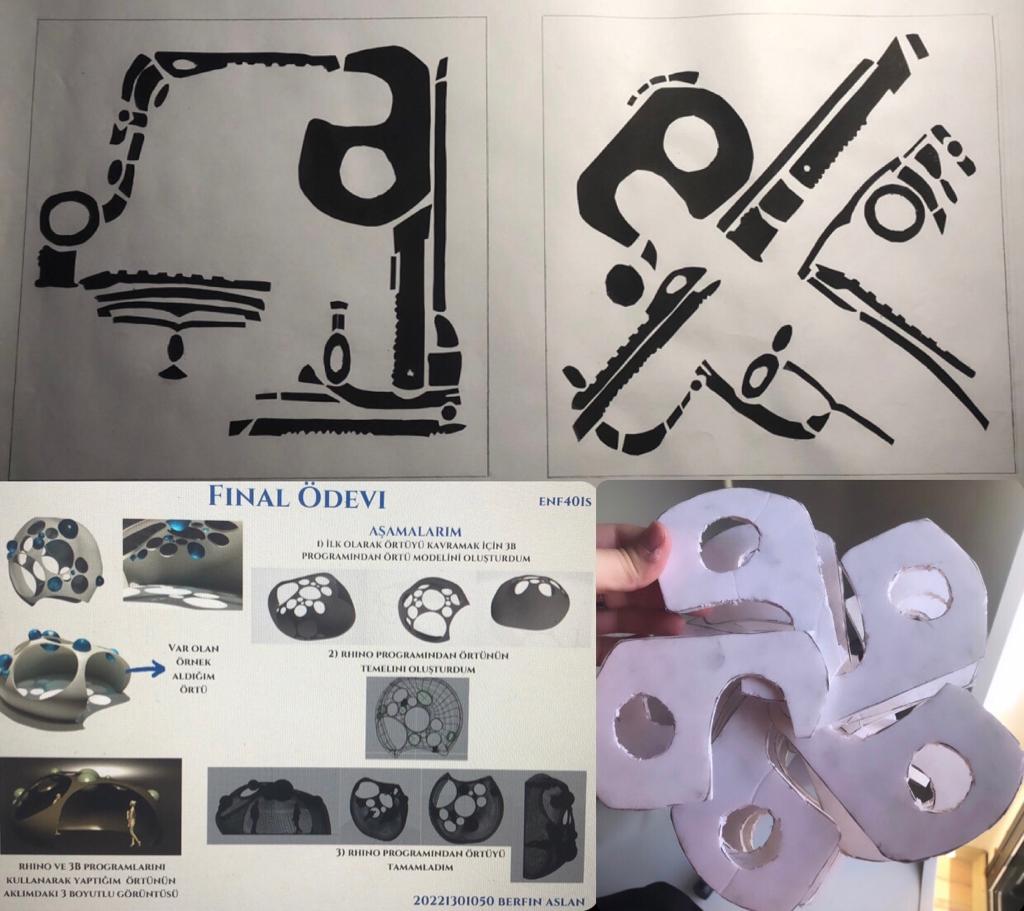 FINAL ÖDEVI
ENF401S
AŞAMALARIM
1) İLK OLARAK ÖRTÜYÜ KAVRAMAK İÇİN 3B
PROGRAMINDAN ÖRTÜ MODELİNİ OLUŞTURDUM
VAR OLAN
ÖRNEK
ALDIĞIM
ÖRTÜ
2) RHINO PROGRAMINDAN ÖRTÜNÜN
TEMELINI OLUŞTURDUM
3) RHINO PROGRAMINDAN ÖRTÜYÜ
TAMAMLADIM
RHINO VE 3B PROGRAMLARINI
KULLANARAK YAPTIĞIM ÖRTÜNÜN
AKLIMDAKİ 3 BOYUTLU GÖRÜNTÜSÜ
20221301050 BERFIN ASLAN